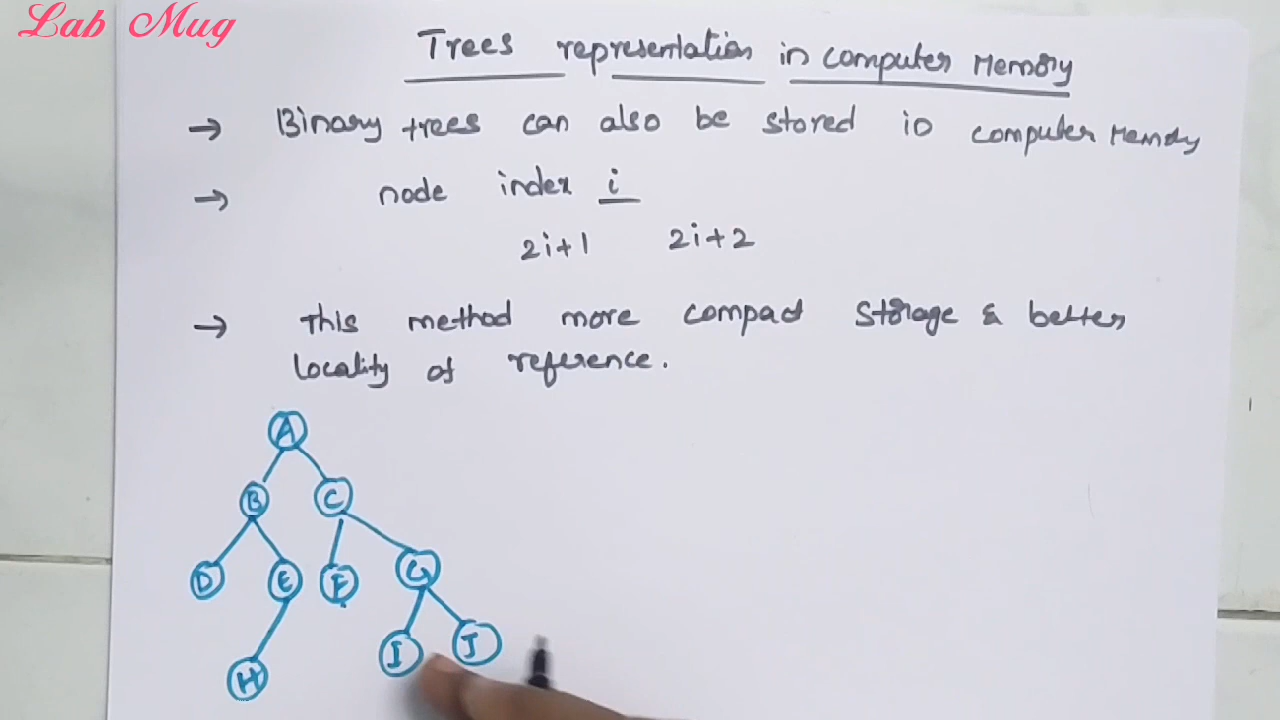 Lab Mug
Trees representation in computer Memory
→ Binary trees can also be stored in computer Memory
→ node index i
2i+1 2i+2
→ This method more compact storage & better
locality of reference.
A
B C
D E F G
H I J